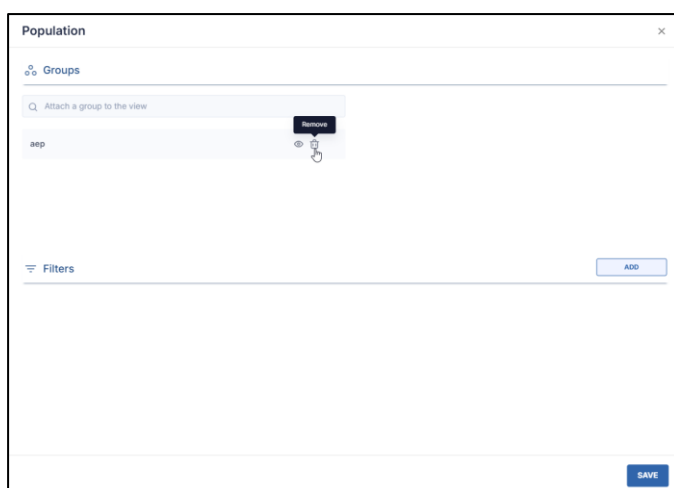 Population
Groups
Attach a group to the view
Remove
aep
Filters
ADD
SAVE